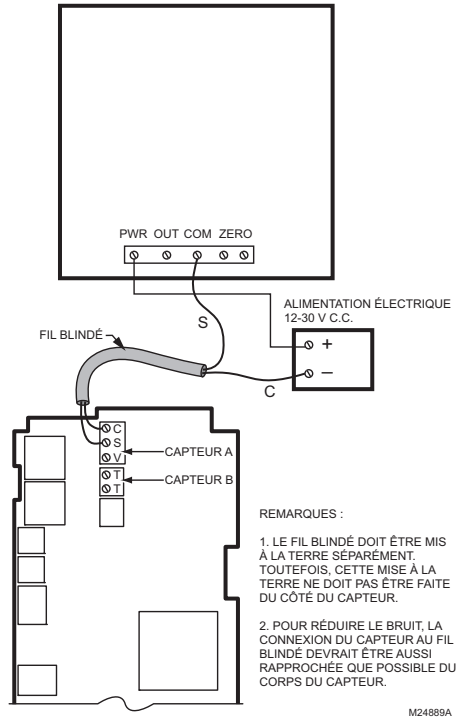 PWR OUT COM ZERO
S
ALIMENTATION ÉLECTRIQUE
12-30 V C.C.
+
–
C
FIL BLINDÉ
C
S
V
CAPTEUR A
T
T
CAPTEUR B
REMARQUES :
1. LE FIL BLINDÉ DOIT ÊTRE MIS
À LA TERRE SÉPARÉMENT.
TOUTEFOIS, CETTE MISE À LA
TERRE NE DOIT PAS ÊTRE FAITE
DU CÔTÉ DU CAPTEUR.
2. POUR RÉDUIRE LE BRUIT, LA
CONNEXION DU CAPTEUR AU FIL
BLINDÉ DEVRAIT ÊTRE AUSSI
RAPPROCHÉE QUE POSSIBLE DU
CORPS DU CAPTEUR.
M24889A